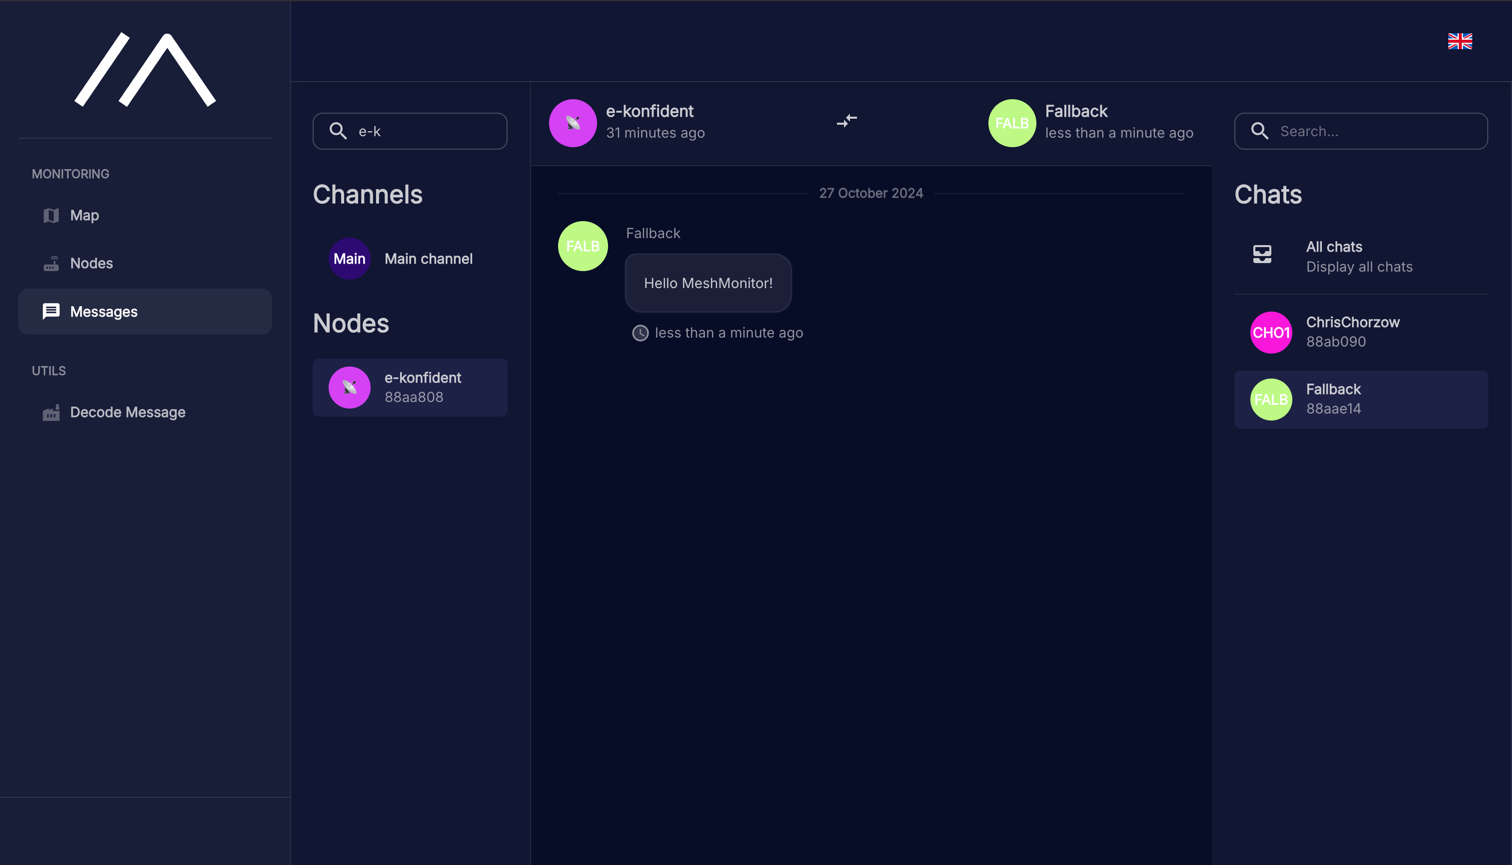 MONITORING
Map
Nodes
Messages
UTILS
Decode Message
e-k
Channels
Main
Main channel
Nodes
e-konfident
88aa808
e-konfident
31 minutes ago
FALB
Fallback
less than a minute ago
27 October 2024
FALB
Fallback
Hello MeshMonitor!
less than a minute ago
Search...
Chats
All chats
Display all chats
CHO1
ChrisChorzow
88ab090
FALB
Fallback
88aae14